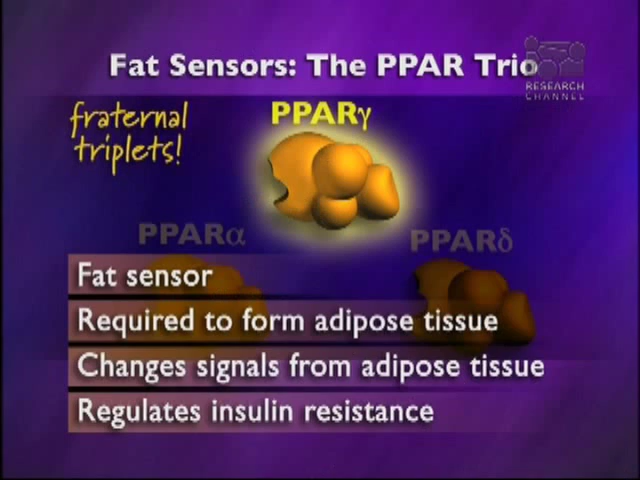 Fat Sensors: The PPAR Trio
RESEARCH
CHANNEL
fraternal
triplets!
PPARγ
PPARα
PPARδ
Fat sensor
Required to form adipose tissue
Changes signals from adipose tissue
Regulates insulin resistance